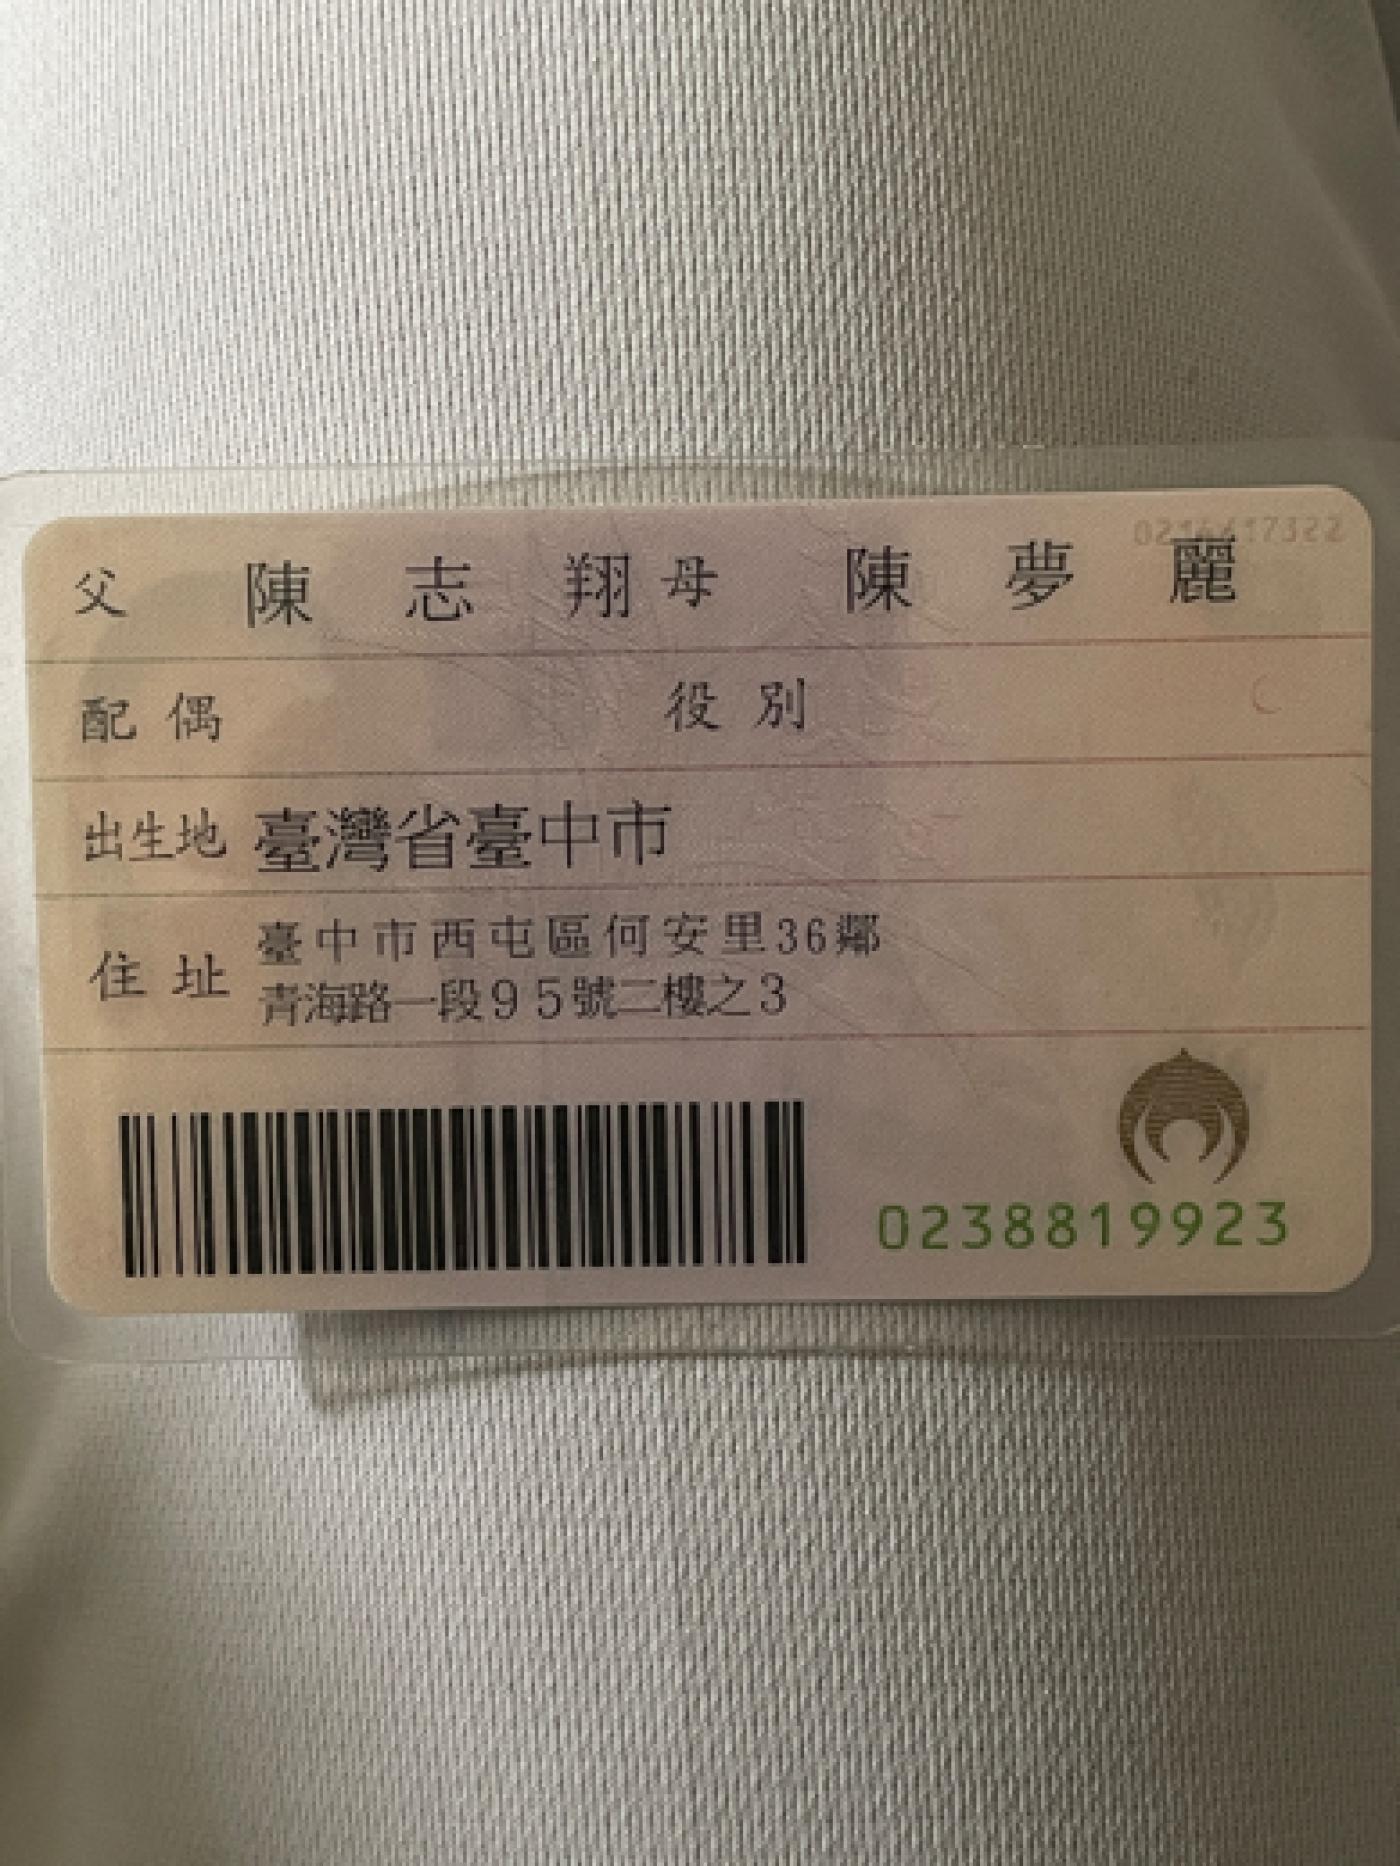 父 陳志翔 母 陳夢麗
配偶 役別
出生地 臺灣省臺中市
住址 臺中市西屯區何安里36鄰
青海路一段95號二樓之3
0238819923